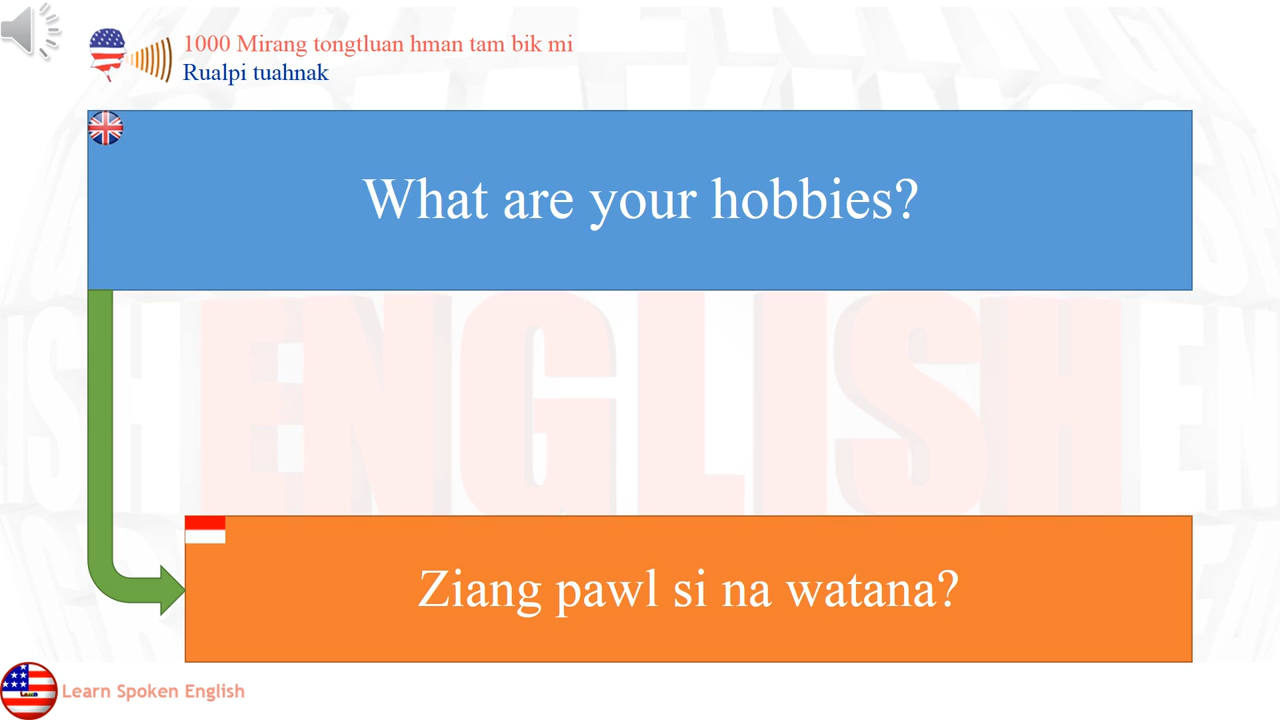 1000 Mirang tongtluan hman tam bik mi
Rualpi tuahnak
What are your hobbies?
ENGLISH
Ziang pawl si na watana?
Learn Spoken English